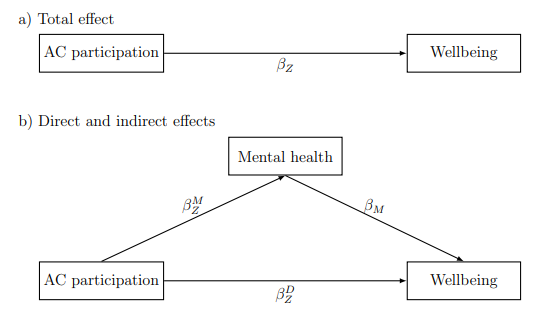 a) Total effect
AC participation
Wellbeing
β_Z
b) Direct and indirect effects
Mental health
β_Z^M
β_M
AC participation
Wellbeing
β_Z^D